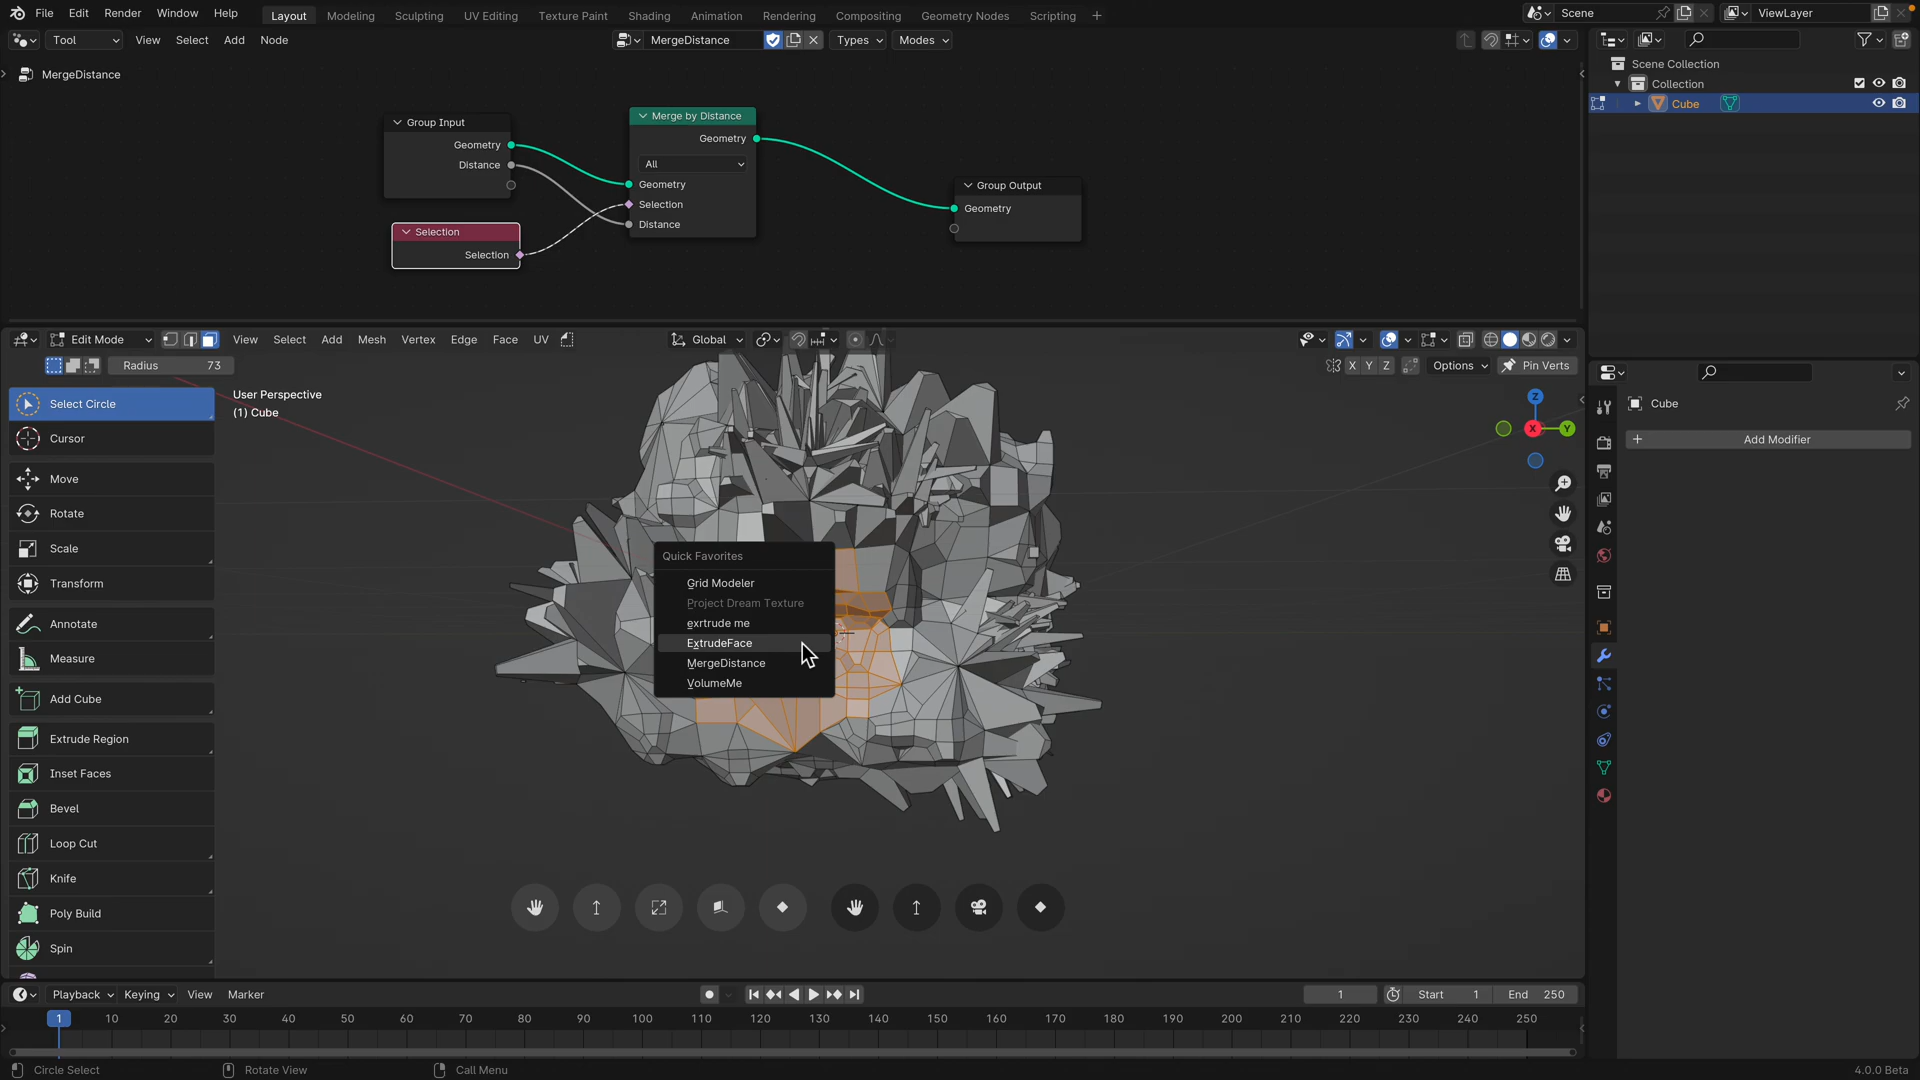 File Edit Render Window Help Layout Modeling Sculpting UV Editing Texture Paint Shading Animation Rendering Compositing Geometry Nodes Scripting + Scene ViewLayer
Tool View Select Add Node MergeDistance Types Modes
MergeDistance
Scene Collection
Collection
Cube
Group Input
Geometry
Distance
Selection
Selection
Merge by Distance
Geometry
All
Geometry
Selection
Distance
Group Output
Geometry
Edit Mode View Select Add Mesh Vertex Edge Face UV Global
Radius 73
X Y Z Options Pin Verts
User Perspective
(1) Cube
Z
X
Y
Select Circle
Cursor
Move
Rotate
Scale
Transform
Annotate
Measure
Add Cube
Extrude Region
Inset Faces
Bevel
Loop Cut
Knife
Poly Build
Spin
Quick Favorites
Grid Modeler
Project Dream Texture
exrtrude me
ExtrudeFace
MergeDistance
VolumeMe
Cube
+ Add Modifier
Playback Keying View Marker 1 Start 1 End 250
1 10 20 30 40 50 60 70 80 90 100 110 120 130 140 150 160 170 180 190 200 210 220 230 240 250
Circle Select Rotate View Call Menu 4.0.0 Beta